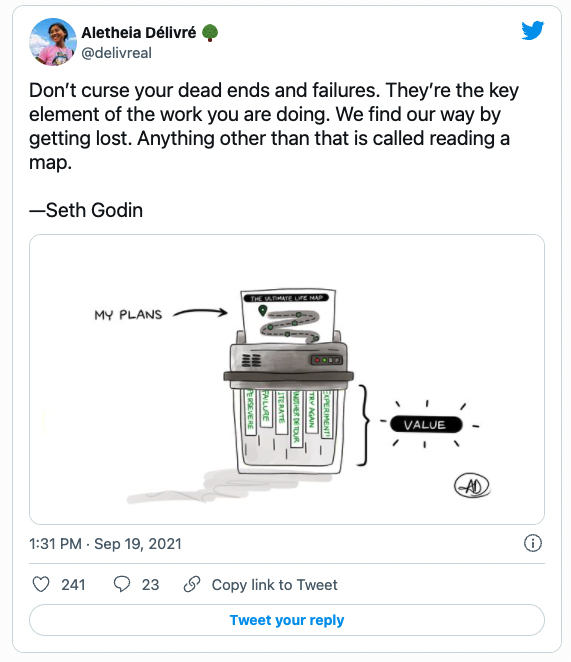 Aletheia Délivré 🌳
@delivreal
Don’t curse your dead ends and failures. They’re the key
element of the work you are doing. We find our way by
getting lost. Anything other than that is called reading a
map.
—Seth Godin
THE ULTIMATE LIFE MAP
MY PLANS
PERSEVERE
FAILURE
ITERATE
ANOTHER DETOUR
TRY AGAIN
EXPERIMENT!
VALUE
AD
1:31 PM · Sep 19, 2021
241 23 Copy link to Tweet
Tweet your reply